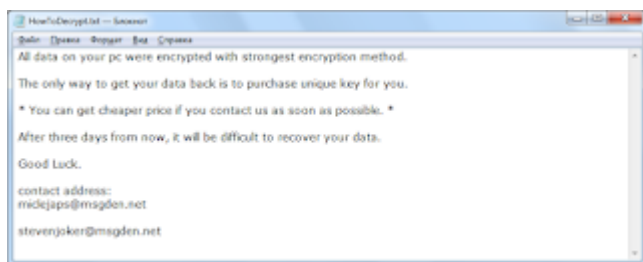 HowToDecrypt.txt — Блокнот
Файл Правка Формат Вид Справка
All data on your pc were encrypted with strongest encryption method.
The only way to get your data back is to purchase unique key for you.
* You can get cheaper price if you contact us as soon as possible. *
After three days from now, it will be difficult to recover your data.
Good Luck.
contact address:
miclejaps@msgden.net
stevenjoker@msgden.net